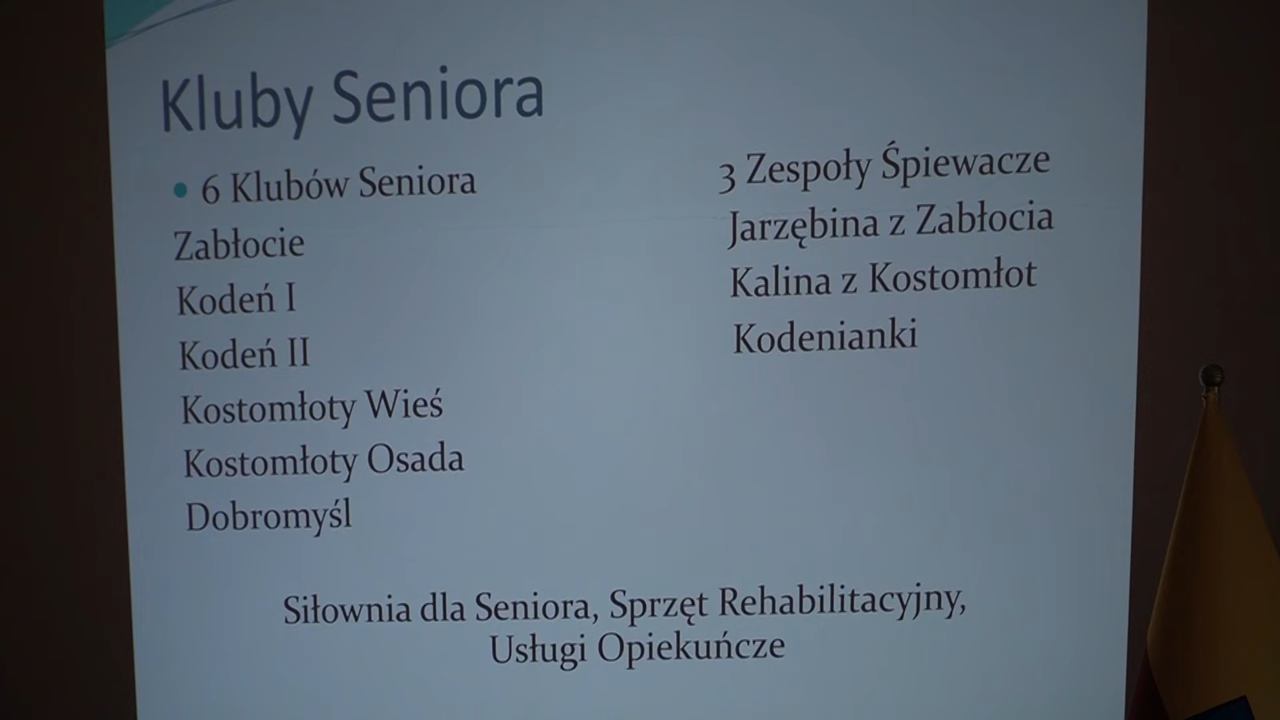 Kluby Seniora
• 6 Klubów Seniora
Zabłocie
Kodeń I
Kodeń II
Kostomłoty Wieś
Kostomłoty Osada
Dobromyśl
3 Zespoły Śpiewacze
Jarzębina z Zabłocia
Kalina z Kostomłot
Kodenianki
Siłownia dla Seniora, Sprzęt Rehabilitacyjny,
Usługi Opiekuńcze